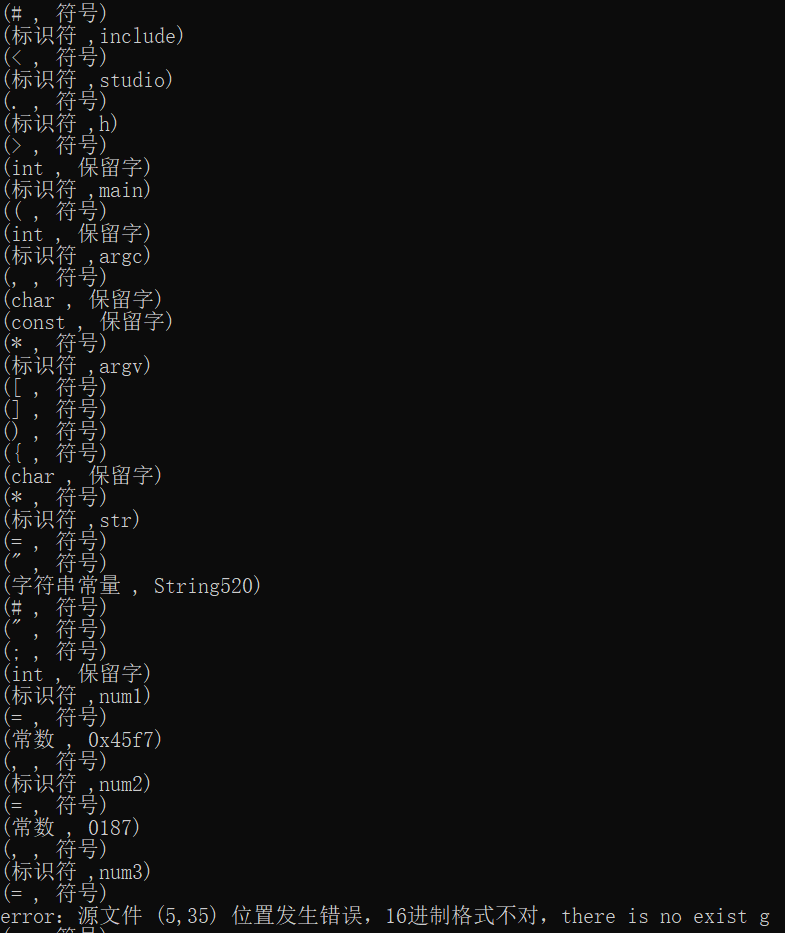 (# , 符号)
(标识符 ,include)
(< , 符号)
(标识符 ,studio)
(. , 符号)
(标识符 ,h)
(> , 符号)
(int , 保留字)
(标识符 ,main)
(( , 符号)
(int , 保留字)
(标识符 ,argc)
(, , 符号)
(char , 保留字)
(const , 保留字)
(* , 符号)
(标识符 ,argv)
([ , 符号)
(] , 符号)
() , 符号)
({ , 符号)
(char , 保留字)
(* , 符号)
(标识符 ,str)
(= , 符号)
(" , 符号)
(字符串常量 , String520)
(# , 符号)
(" , 符号)
(; , 符号)
(int , 保留字)
(标识符 ,num1)
(= , 符号)
(常数 , 0x45f7)
(, , 符号)
(标识符 ,num2)
(= , 符号)
(常数 , 0187)
(, , 符号)
(标识符 ,num3)
(= , 符号)
error: 源文件 (5,35) 位置发生错误，16进制格式不对，there is no exist g